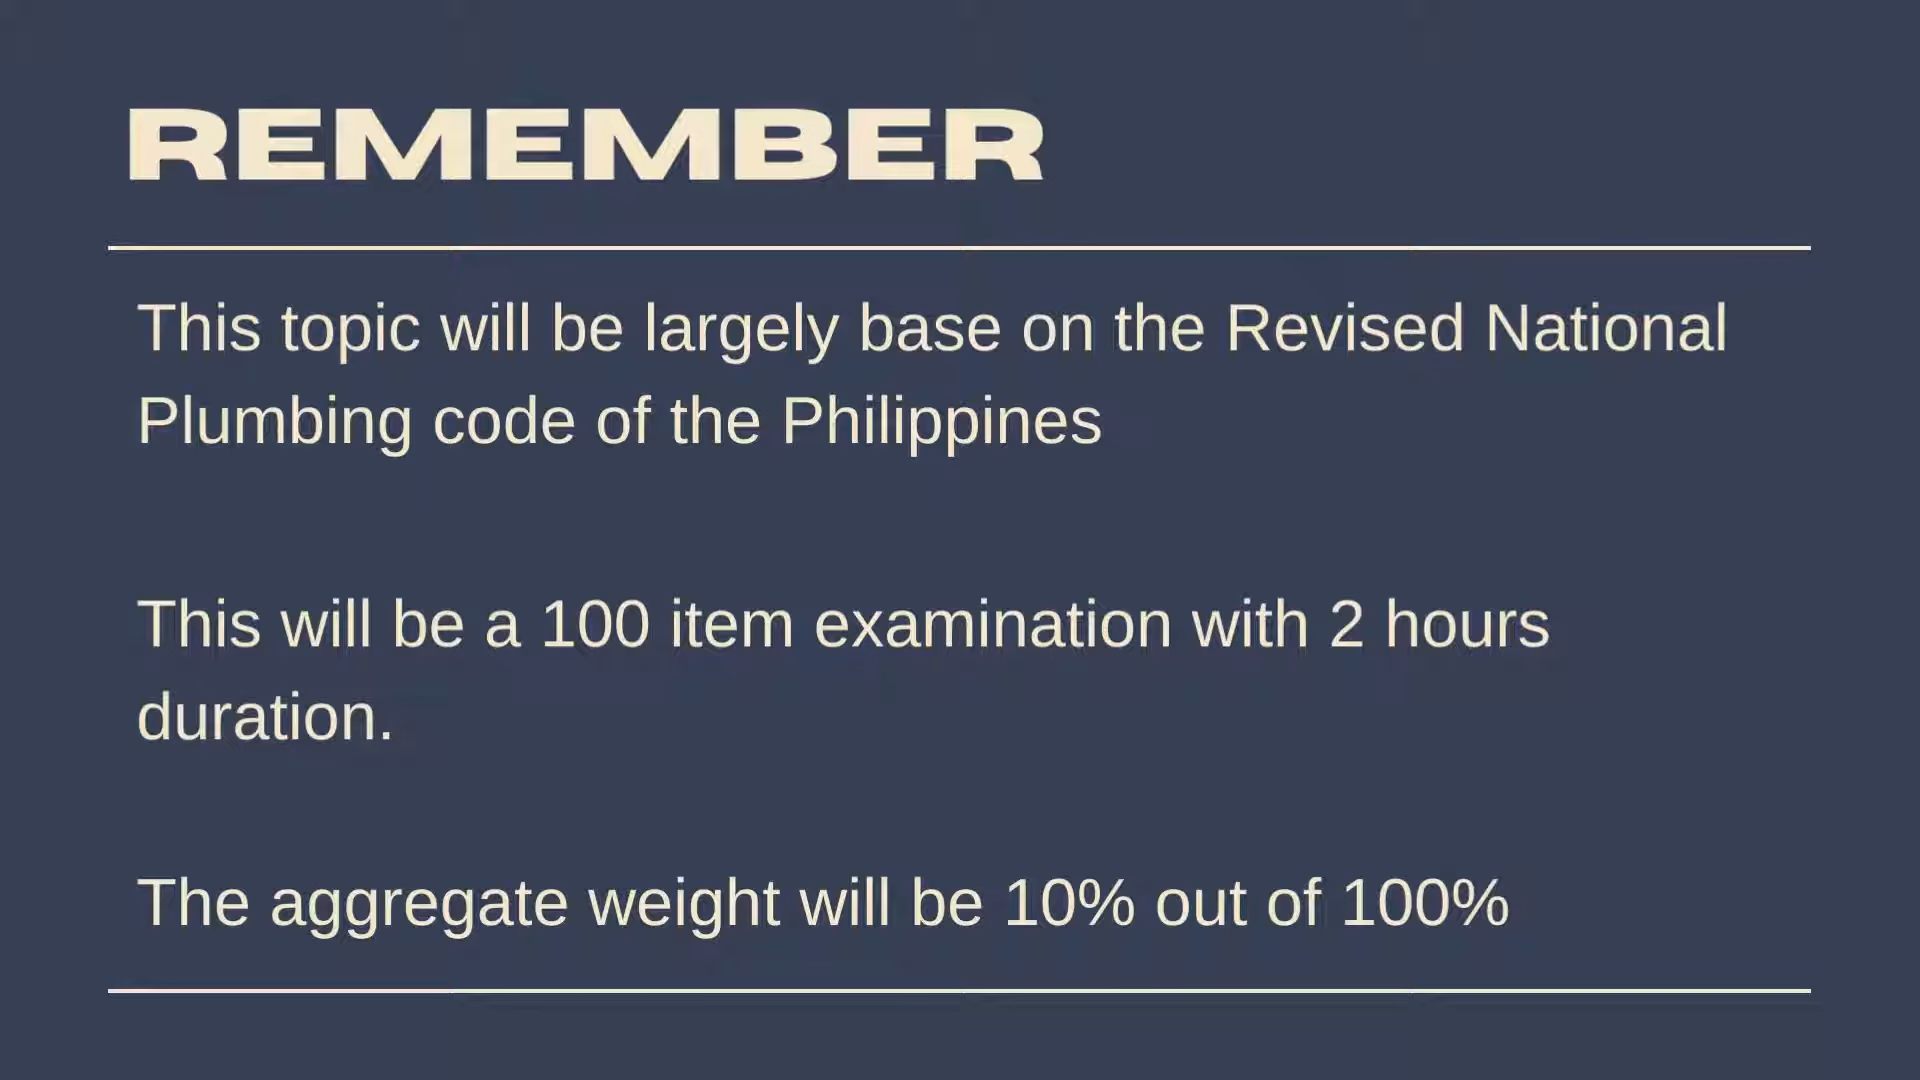 REMEMBER
This topic will be largely base on the Revised National
Plumbing code of the Philippines
This will be a 100 item examination with 2 hours
duration.
The aggregate weight will be 10% out of 100%